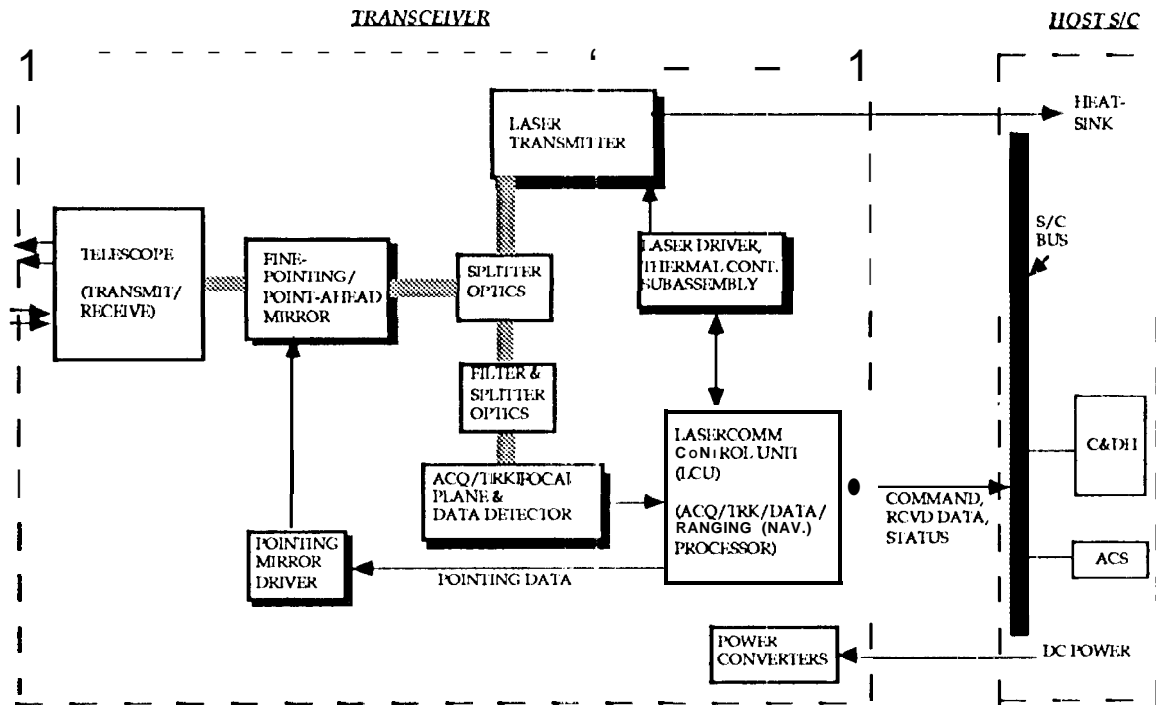 TRANSCEIVER
HOST S/C
1
1
LASER
TRANSMITTER
HEAT-
SINK
TELESCOPE
(TRANSMIT/
RECEIVE)
FINE-
POINTING/
POINT-AHEAD
MIRROR
SPLITTER
OPTICS
LASER DRIVER,
THERMAL CONT.
SUBASSEMBLY
S/C
BUS
FILTER &
SPLITTER
OPTICS
LASERCOMM
CoNtROL UNIT
(LCU)
(ACQ/TRK/DATA/
RANGING (NAV.)
PROCESSOR)
C&DH
ACQ/TRK FOCAL
PLANE &
DATA DETECTOR
COMMAND,
RCVD DATA,
STATUS
POINTING
MIRROR
DRIVER
POINTING DATA
ACS
POWER
CONVERTERS
DC POWER